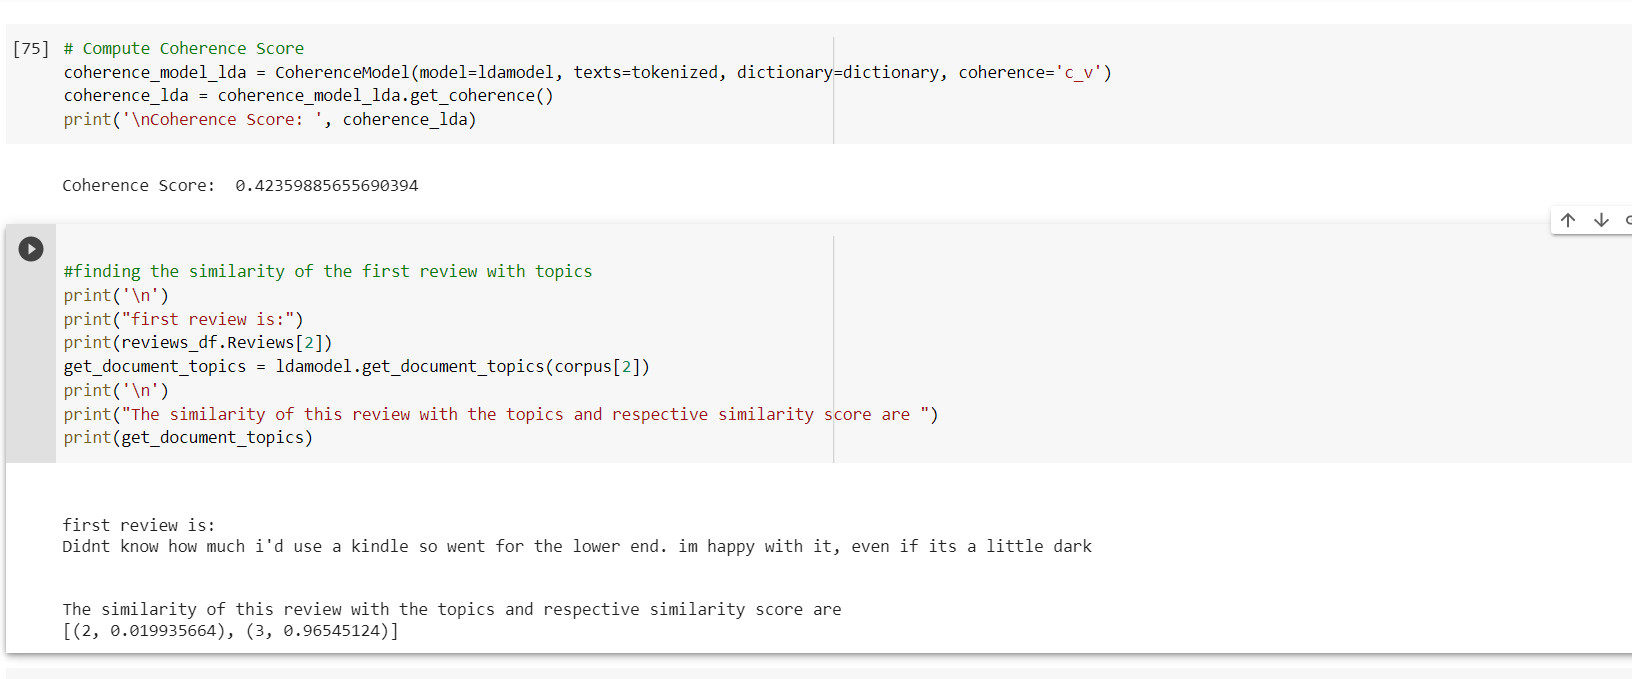 [75] # Compute Coherence Score
coherence_model_lda = CoherenceModel(model=ldamodel, texts=tokenized, dictionary=dictionary, coherence='c_v')
coherence_lda = coherence_model_lda.get_coherence()
print('\nCoherence Score: ', coherence_lda)
Coherence Score:  0.42359885655690394
#finding the similarity of the first review with topics
print('\n')
print("first review is:")
print(reviews_df.Reviews[2])
get_document_topics = ldamodel.get_document_topics(corpus[2])
print('\n')
print("The similarity of this review with the topics and respective similarity score are ")
print(get_document_topics)
first review is:
Didnt know how much i'd use a kindle so went for the lower end. im happy with it, even if its a little dark
The similarity of this review with the topics and respective similarity score are
[(2, 0.019935664), (3, 0.96545124)]